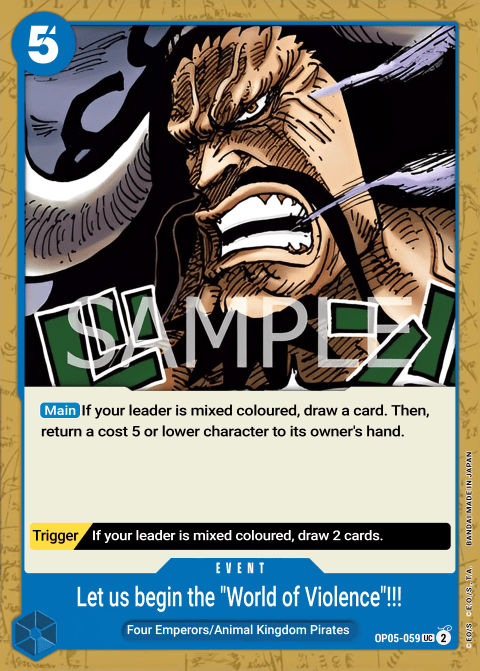 5
SAMPLE
Main If your leader is mixed coloured, draw a card. Then,
return a cost 5 or lower character to its owner's hand.
Trigger If your leader is mixed coloured, draw 2 cards.
EVENT
Let us begin the "World of Violence"!!!
Four Emperors/Animal Kingdom Pirates
OP05-059 UC 2
©E.O./S. ©E.O./S.,T.A. BANDAI MADE IN JAPAN